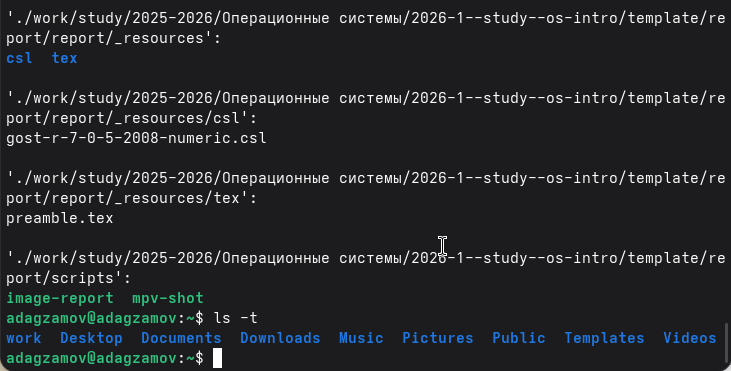 './work/study/2025-2026/Операционные системы/2026-1--study--os-intro/template/re
port/report/_resources':
csl  tex

'./work/study/2025-2026/Операционные системы/2026-1--study--os-intro/template/re
port/report/_resources/csl':
gost-r-7-0-5-2008-numeric.csl

'./work/study/2025-2026/Операционные системы/2026-1--study--os-intro/template/re
port/report/_resources/tex':
preamble.tex

'./work/study/2025-2026/Операционные системы/2026-1--study--os-intro/template/re
port/scripts':
image-report  mpv-shot
adagzamov@adagzamov:~$ ls -t
work  Desktop  Documents  Downloads  Music  Pictures  Public  Templates  Videos
adagzamov@adagzamov:~$